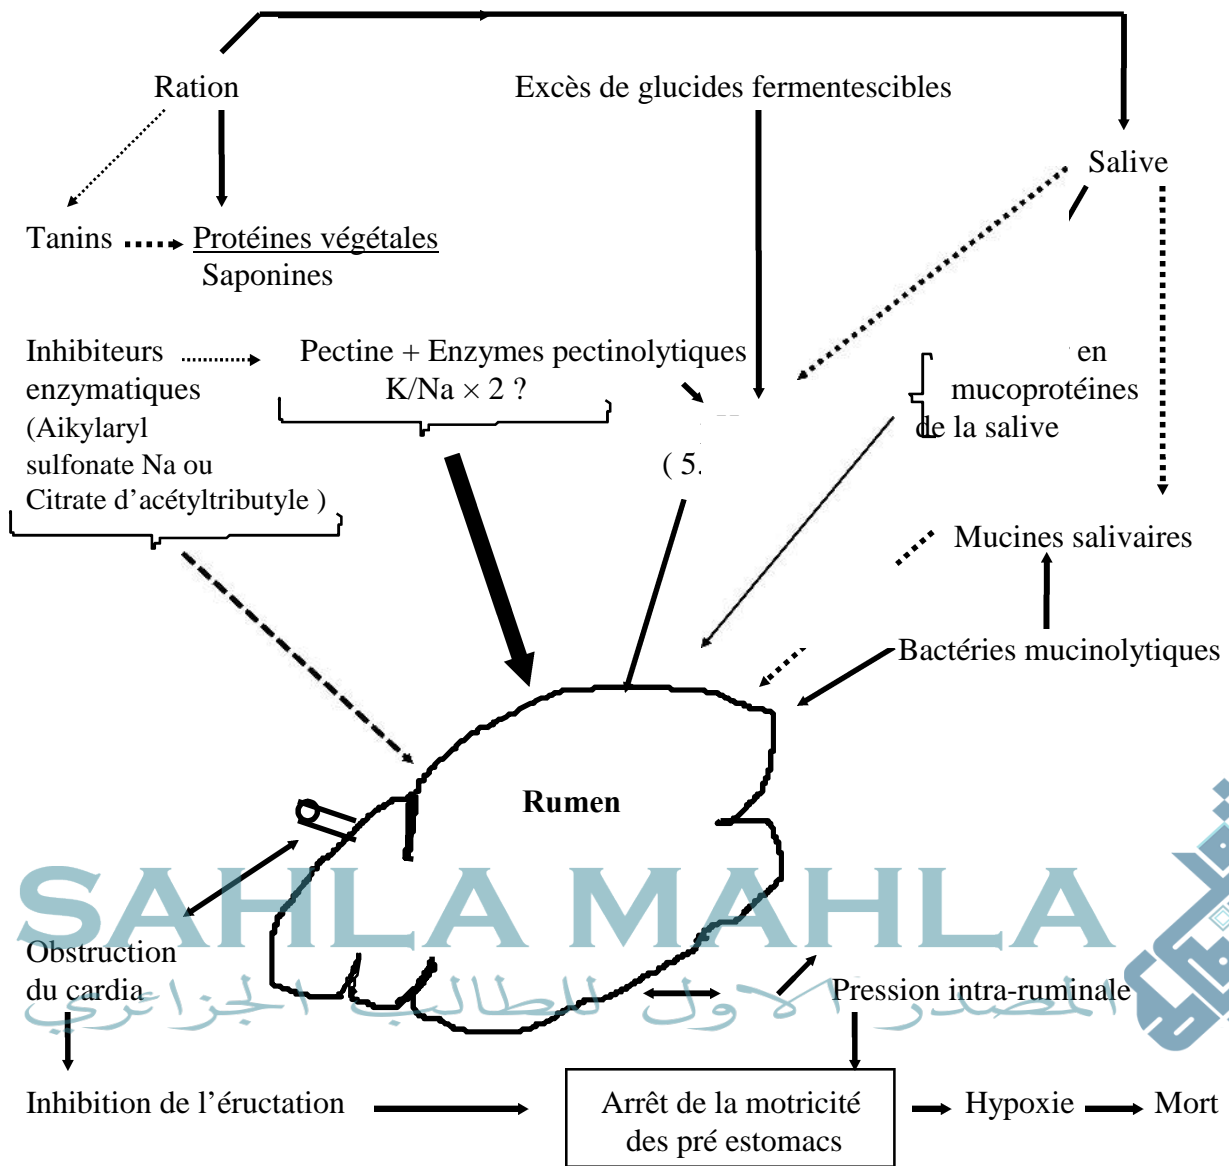 Ration
Excès de glucides fermentescibles
Salive
Tanins
Protéines végétales
Saponines
Inhibiteurs
enzymatiques
(Aikylaryl
sulfonate Na ou
Citrate d’acétyltributyle )
Pectine + Enzymes pectinolytiques
K/Na × 2 ?
( 5.
en
mucoprotéines
de la salive
Mucines salivaires
Bactéries mucinolytiques
Rumen
SAHLA MAHLA
المصدر الاول للطالب الجزائري
Obstruction
du cardia
Pression intra-ruminale
Inhibition de l’éructation
Arrêt de la motricité
des pré estomacs
Hypoxie
Mort